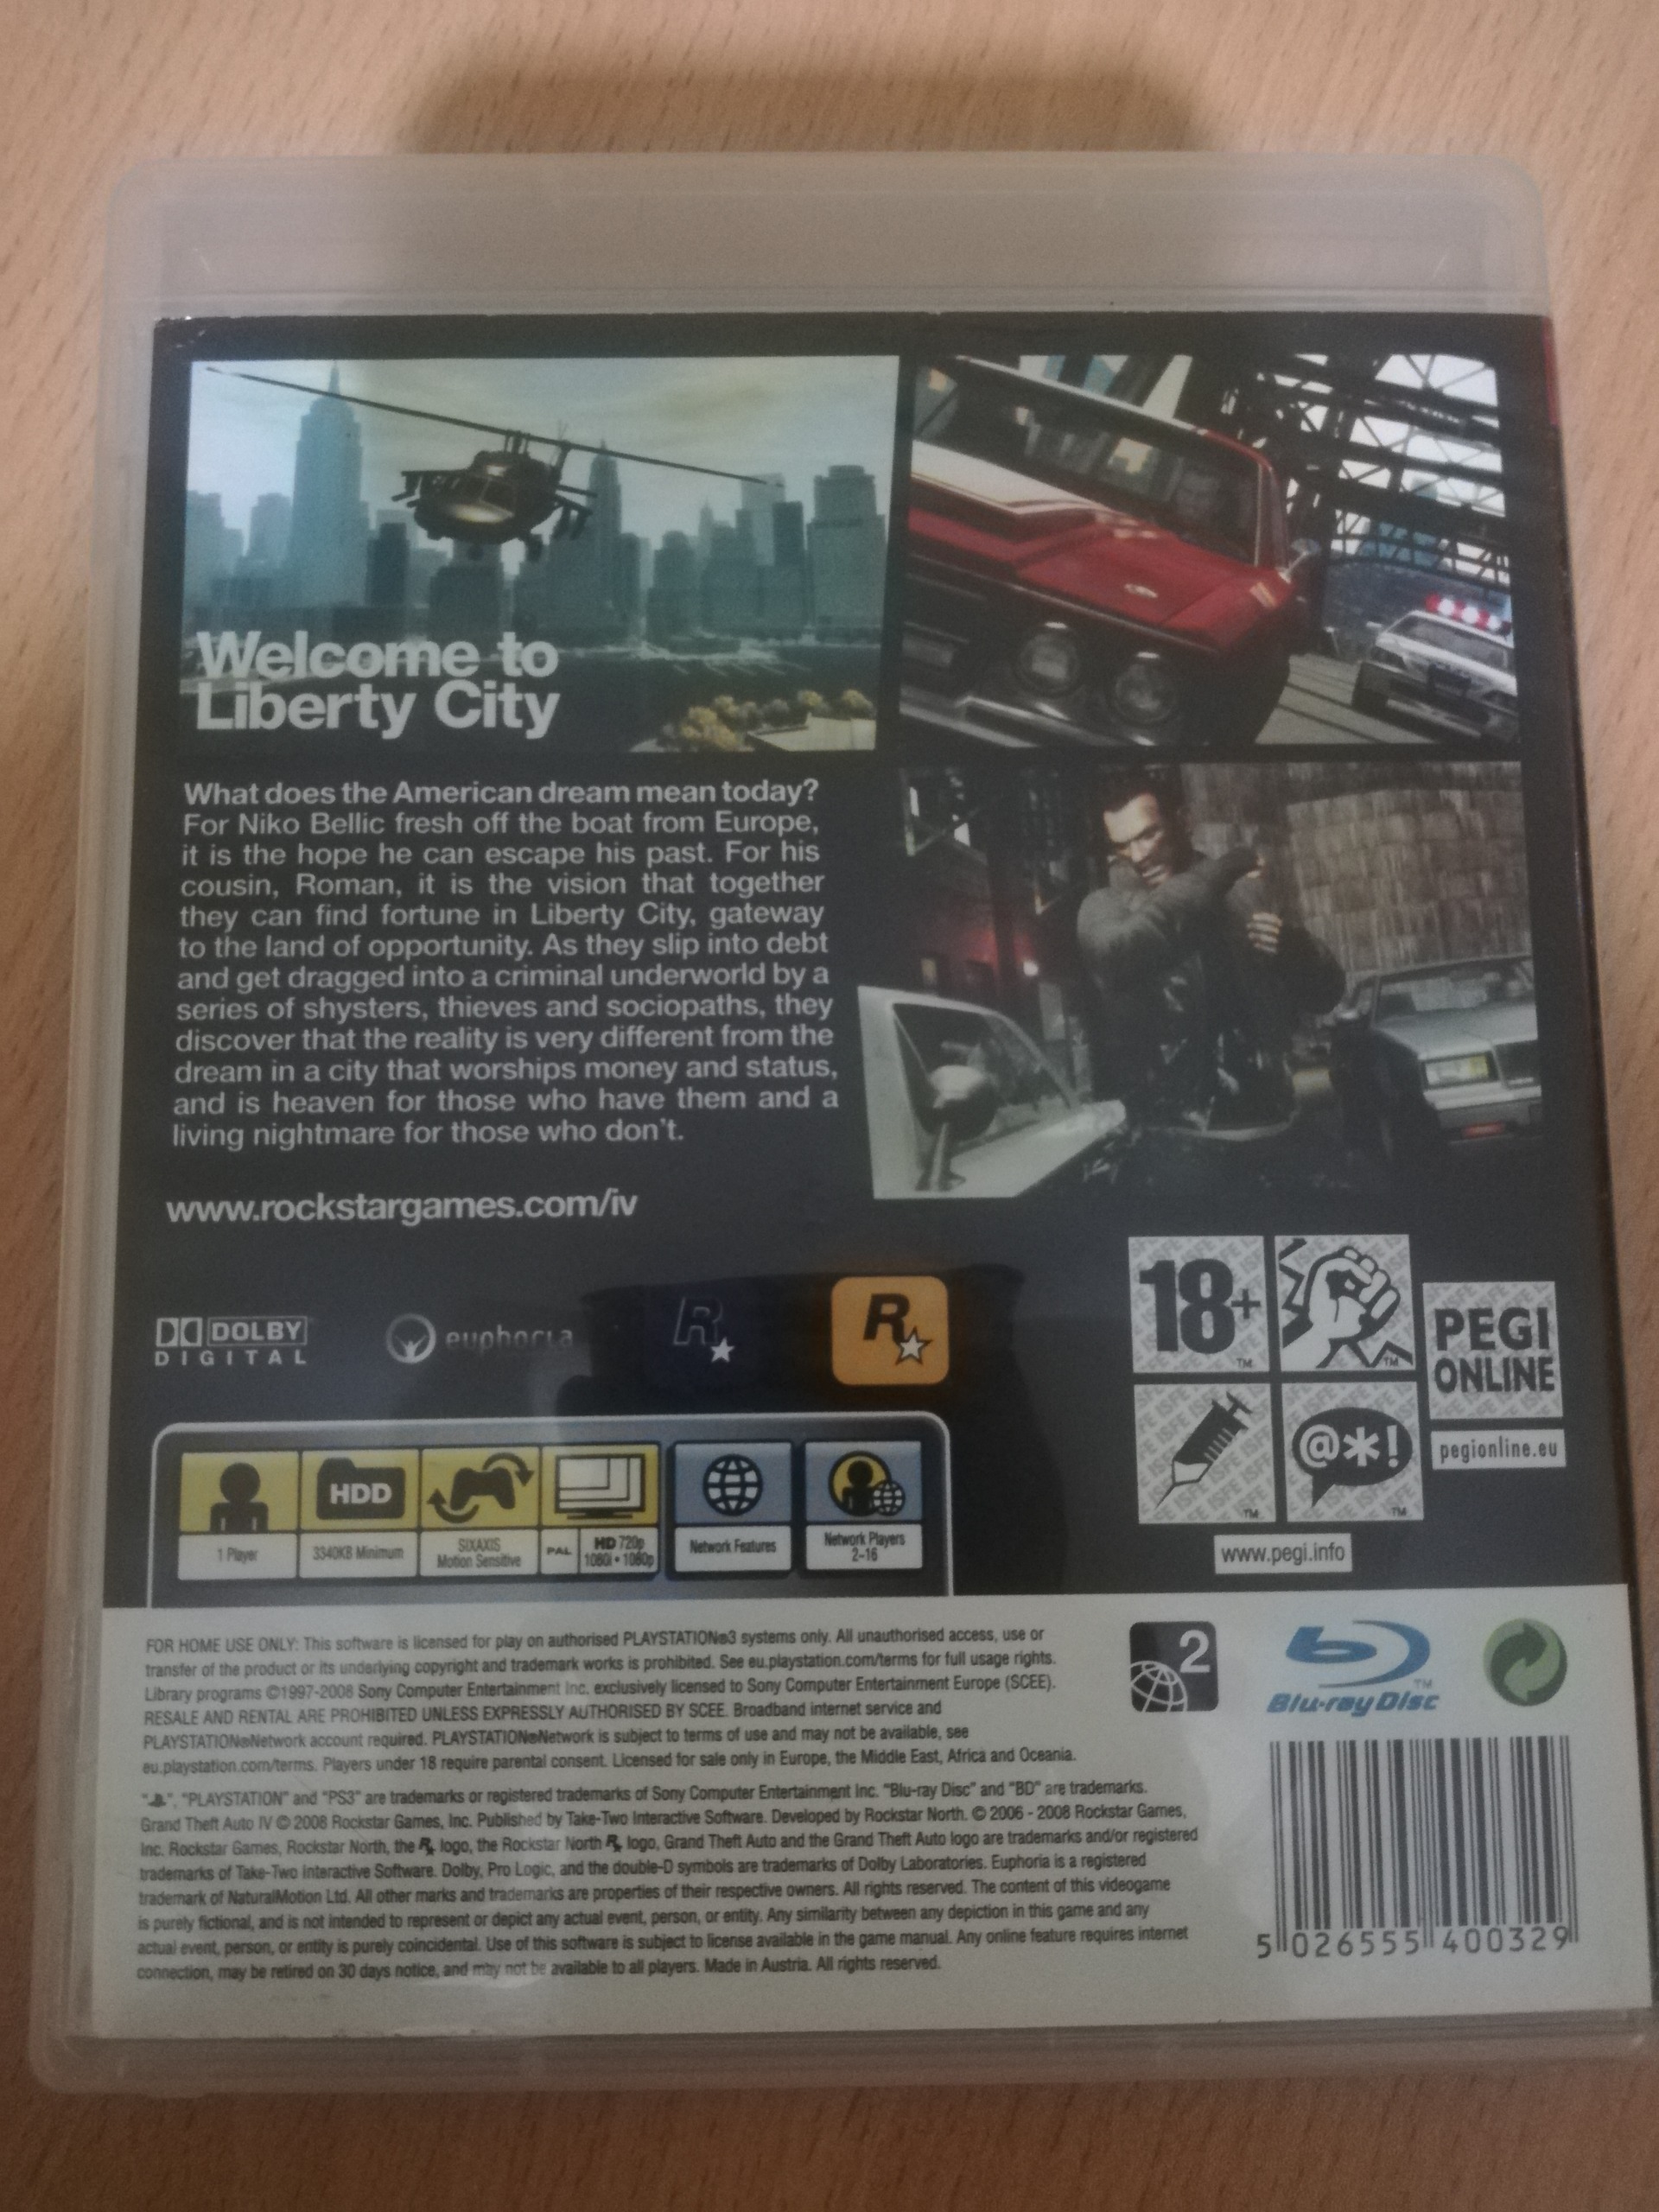 Welcome to
Liberty City
What does the American dream mean today?
For Niko Bellic fresh off the boat from Europe,
it is the hope he can escape his past. For his
cousin, Roman, it is the vision that together
they can find fortune in Liberty City, gateway
to the land of opportunity. As they slip into debt
and get dragged into a criminal underworld by a
series of shysters, thieves and sociopaths, they
discover that the reality is very different from the
dream in a city that worships money and status,
and is heaven for those who have them and a
living nightmare for those who don't.
www.rockstargames.com/iv
DOLBY
DIGITAL
euphoria
R
R
18+
PEGI
ONLINE
@*!
pegionline.eu
www.pegi.info
HDD
1 Player
3340KB Minimum
SIXAXIS
Motion Sensitive
PAL
HD 720p
1080i • 1080p
Network Features
Network Players
2-16
FOR HOME USE ONLY: This software is licensed for play on authorised PLAYSTATION®3 systems only. All unauthorised access, use or
transfer of the product or its underlying copyright and trademark works is prohibited. See eu.playstation.com/terms for full usage rights.
Library programs ©1997-2008 Sony Computer Entertainment Inc. exclusively licensed to Sony Computer Entertainment Europe (SCEE).
RESALE AND RENTAL ARE PROHIBITED UNLESS EXPRESSLY AUTHORISED BY SCEE. Broadband internet service and
PLAYSTATION®Network account required. PLAYSTATION®Network is subject to terms of use and may not be available, see
eu.playstation.com/terms. Players under 18 require parental consent. Licensed for sale only in Europe, the Middle East, Africa and Oceania.
2
Blu-ray Disc™
"", "PLAYSTATION" and "PS3" are trademarks or registered trademarks of Sony Computer Entertainment Inc. "Blu-ray Disc" and "BD" are trademarks.
Grand Theft Auto IV © 2008 Rockstar Games, Inc. Published by Take-Two Interactive Software. Developed by Rockstar North. © 2006 - 2008 Rockstar Games,
Inc. Rockstar Games, Rockstar North, the R logo, the Rockstar North R logo, Grand Theft Auto and the Grand Theft Auto logo are trademarks and/or registered
trademarks of Take-Two Interactive Software. Dolby, Pro Logic, and the double-D symbols are trademarks of Dolby Laboratories. Euphoria is a registered
trademark of NaturalMotion Ltd. All other marks and trademarks are properties of their respective owners. All rights reserved. The content of this videogame
is purely fictional, and is not intended to represent or depict any actual event, person, or entity. Any similarity between any depiction in this game and any
actual event, person, or entity is purely coincidental. Use of this software is subject to license available in the game manual. Any online feature requires internet
connection, may be retired on 30 days notice, and may not be available to all players. Made in Austria. All rights reserved.
5 026555 400329